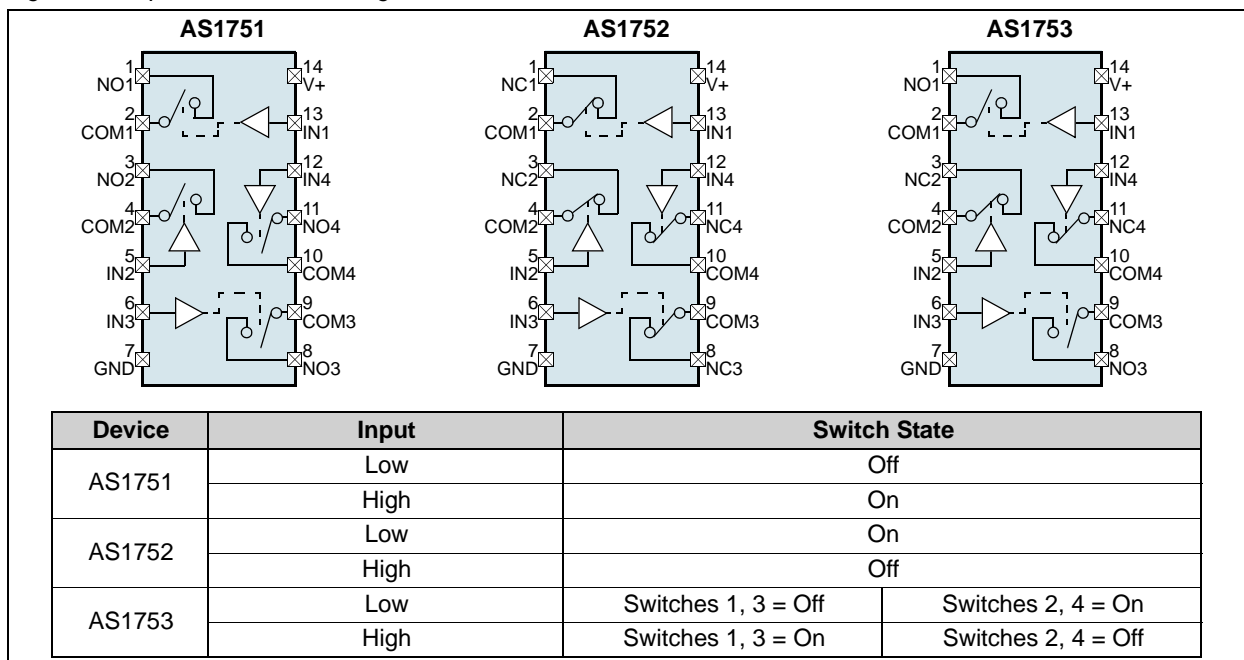 AS1751
1
NO1
2
COM1
3
NO2
4
COM2
5
IN2
6
IN3
7
GND
14
V+
13
IN1
12
IN4
11
NO4
10
COM4
9
COM3
8
NO3
AS1752
1
NC1
2
COM1
3
NC2
4
COM2
5
IN2
6
IN3
7
GND
14
V+
13
IN1
12
IN4
11
NC4
10
COM4
9
COM3
8
NC3
AS1753
1
NO1
2
COM1
3
NC2
4
COM2
5
IN2
6
IN3
7
GND
14
V+
13
IN1
12
IN4
11
NC4
10
COM4
9
COM3
8
NO3
Device Input Switch State
AS1751 Low Off
High On
AS1752 Low On
High Off
AS1753 Low Switches 1, 3 = Off Switches 2, 4 = On
High Switches 1, 3 = On Switches 2, 4 = Off